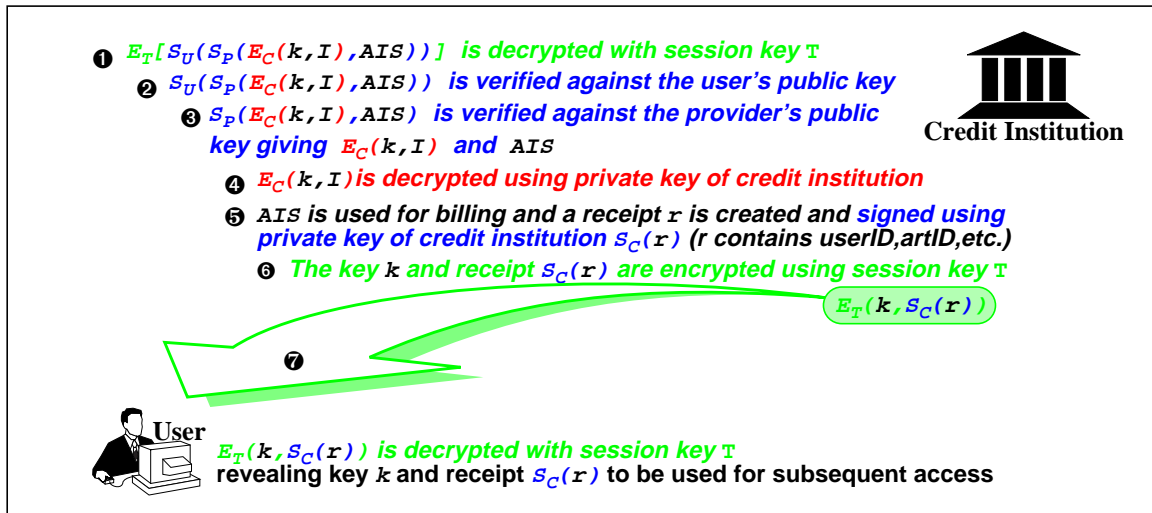 ❶ E_T[S_U(S_P(E_C(k,I),AIS))] is decrypted with session key T
❷ S_U(S_P(E_C(k,I),AIS)) is verified against the user's public key
❸ S_P(E_C(k,I),AIS) is verified against the provider's public
key giving E_C(k,I) and AIS
Credit Institution
❹ E_C(k,I)is decrypted using private key of credit institution
❺ AIS is used for billing and a receipt r is created and signed using
private key of credit institution S_C(r) (r contains userID,artID,etc.)
❻ The key k and receipt S_C(r) are encrypted using session key T
E_T(k,S_C(r))
❼
User
E_T(k,S_C(r)) is decrypted with session key T
revealing key k and receipt S_C(r) to be used for subsequent access